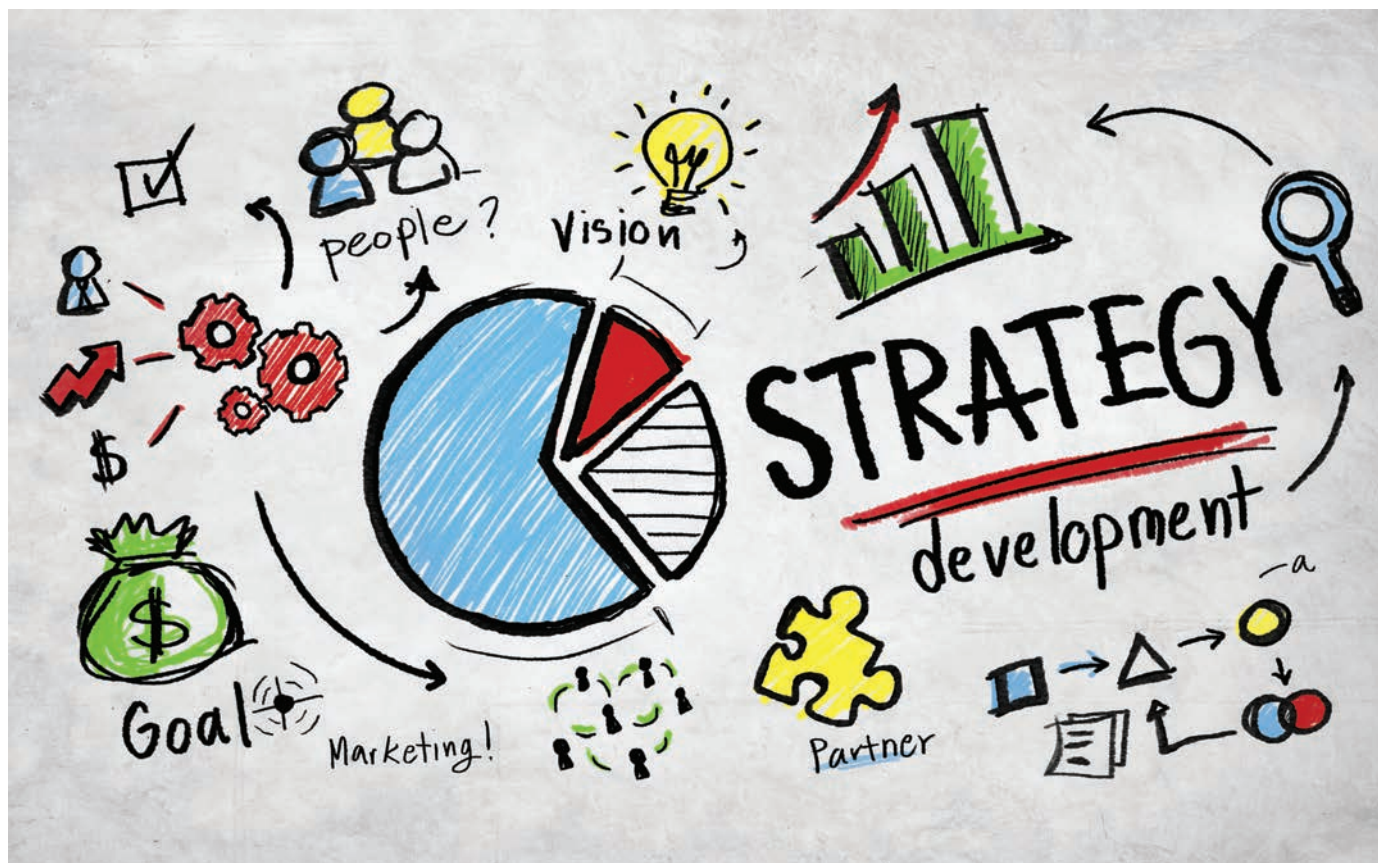 people?
Vision
STRATEGY
development
$
$
a
Goal
Marketing!
Partner